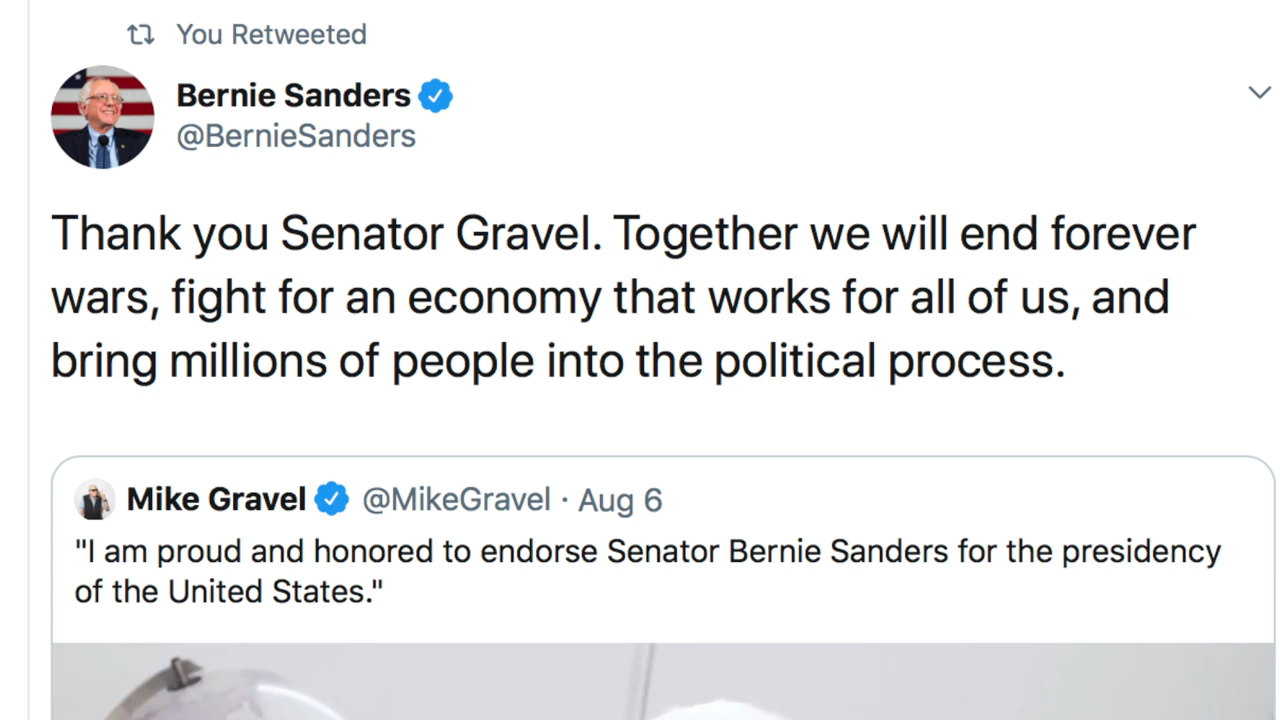 You Retweeted
Bernie Sanders
@BernieSanders
Thank you Senator Gravel. Together we will end forever
wars, fight for an economy that works for all of us, and
bring millions of people into the political process.
Mike Gravel @MikeGravel · Aug 6
"I am proud and honored to endorse Senator Bernie Sanders for the presidency
of the United States."